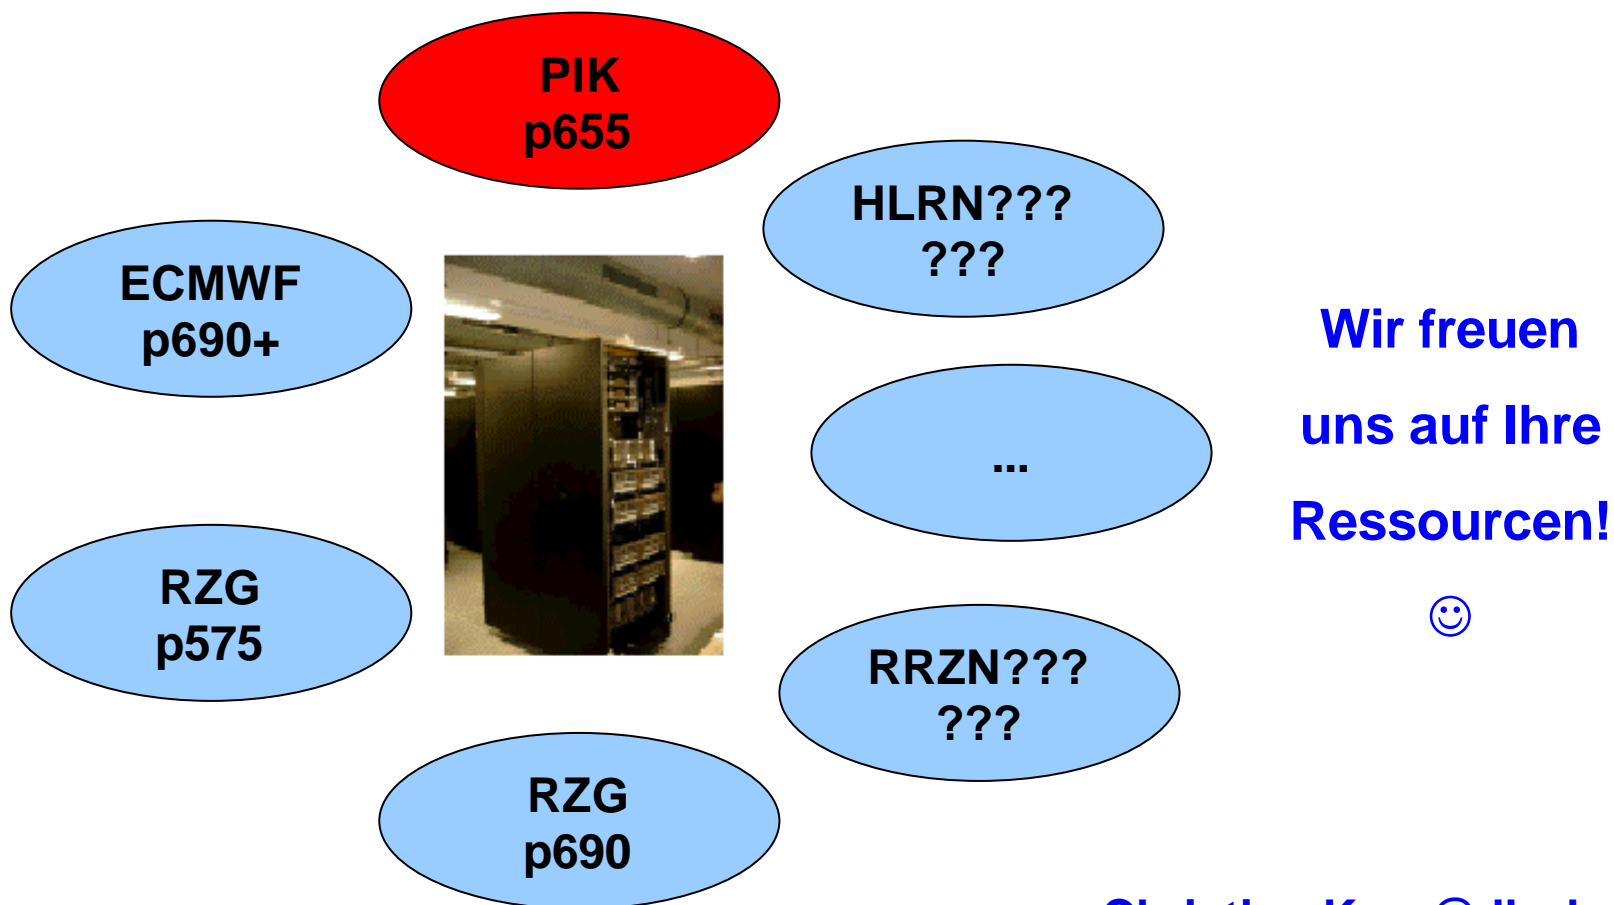 PIK
p655
HLRN???
???
ECMWF
p690+
Wir freuen
uns auf Ihre
Ressourcen!
☺
...
RZG
p575
RRZN???
???
RZG
p690